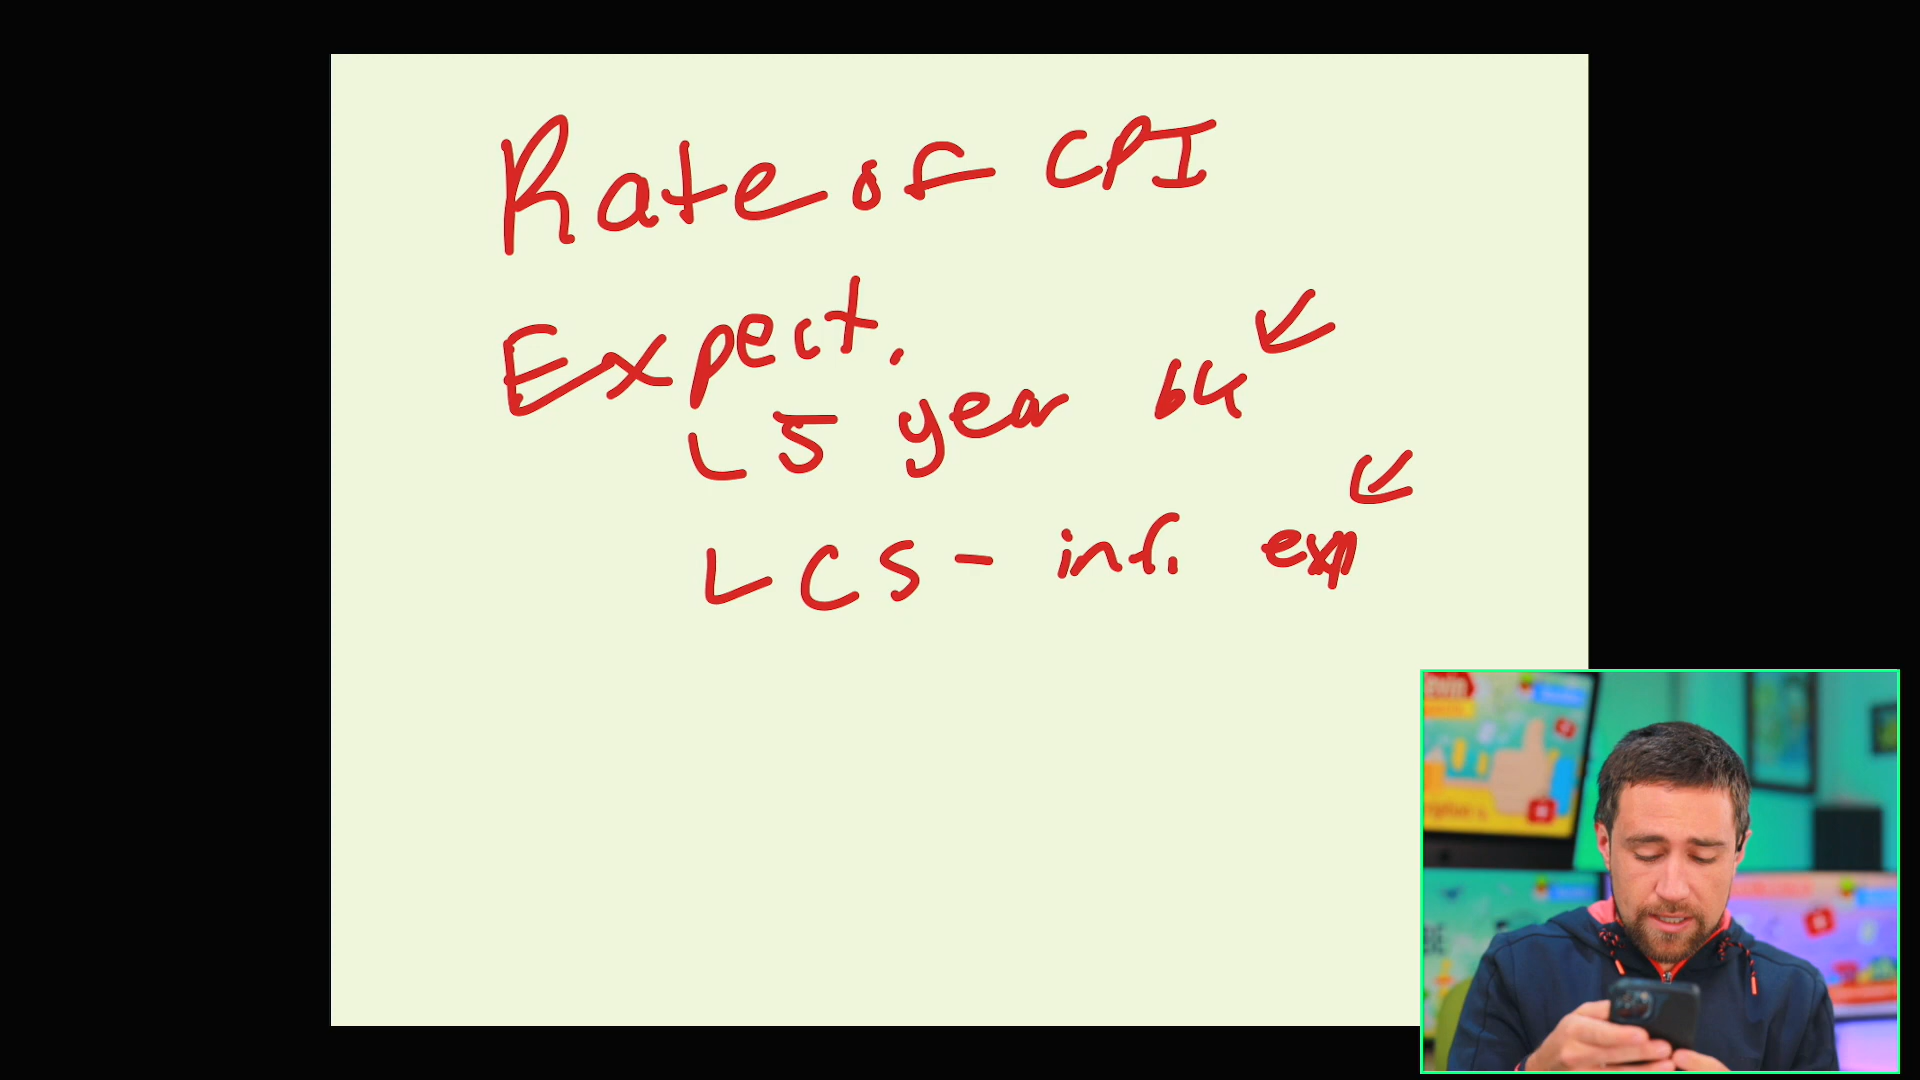 Rate of CPI
Expect.
5 year bk
CS - inf. exp